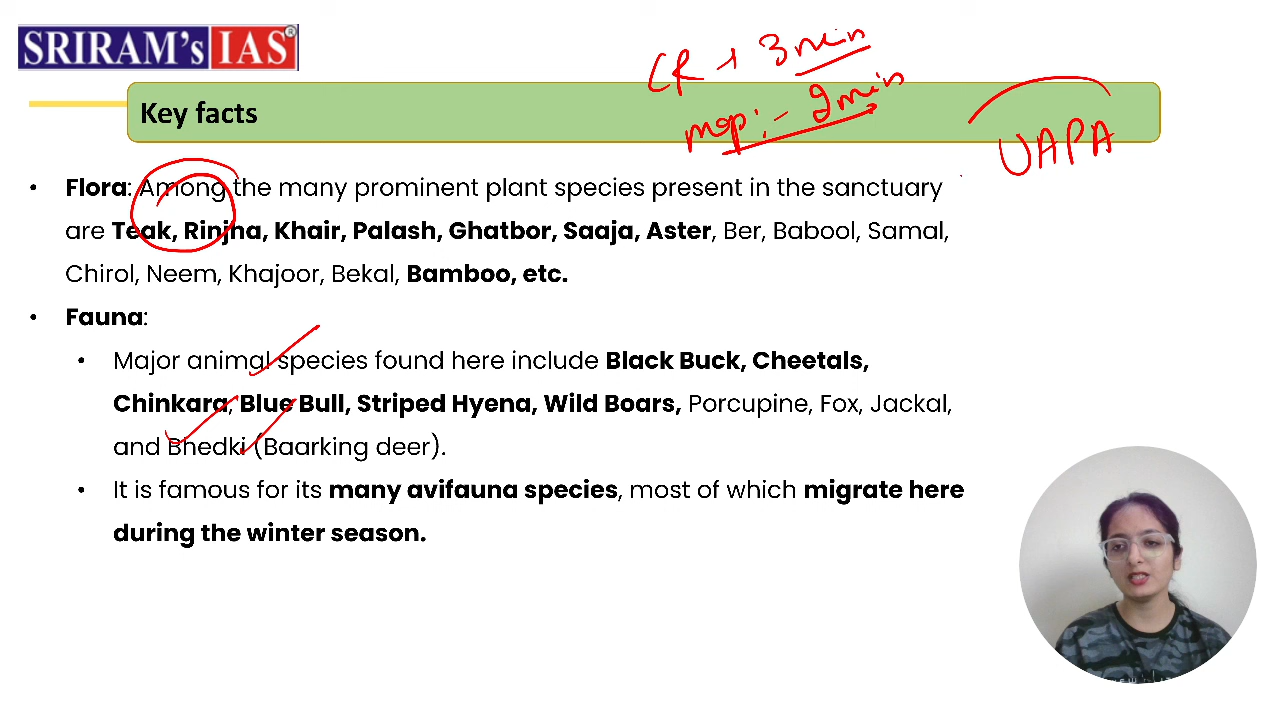 SRIRAM's IAS®
CR + 3 min
mop:- 2 min
UAPA
Key facts
• Flora: Among the many prominent plant species present in the sanctuary
are Teak, Rinjha, Khair, Palash, Ghatbor, Saaja, Aster, Ber, Babool, Samal,
Chirol, Neem, Khajoor, Bekal, Bamboo, etc.
• Fauna:
• Major animal species found here include Black Buck, Cheetals,
Chinkara, Blue Bull, Striped Hyena, Wild Boars, Porcupine, Fox, Jackal,
and Bhedki (Baarking deer).
• It is famous for its many avifauna species, most of which migrate here
during the winter season.